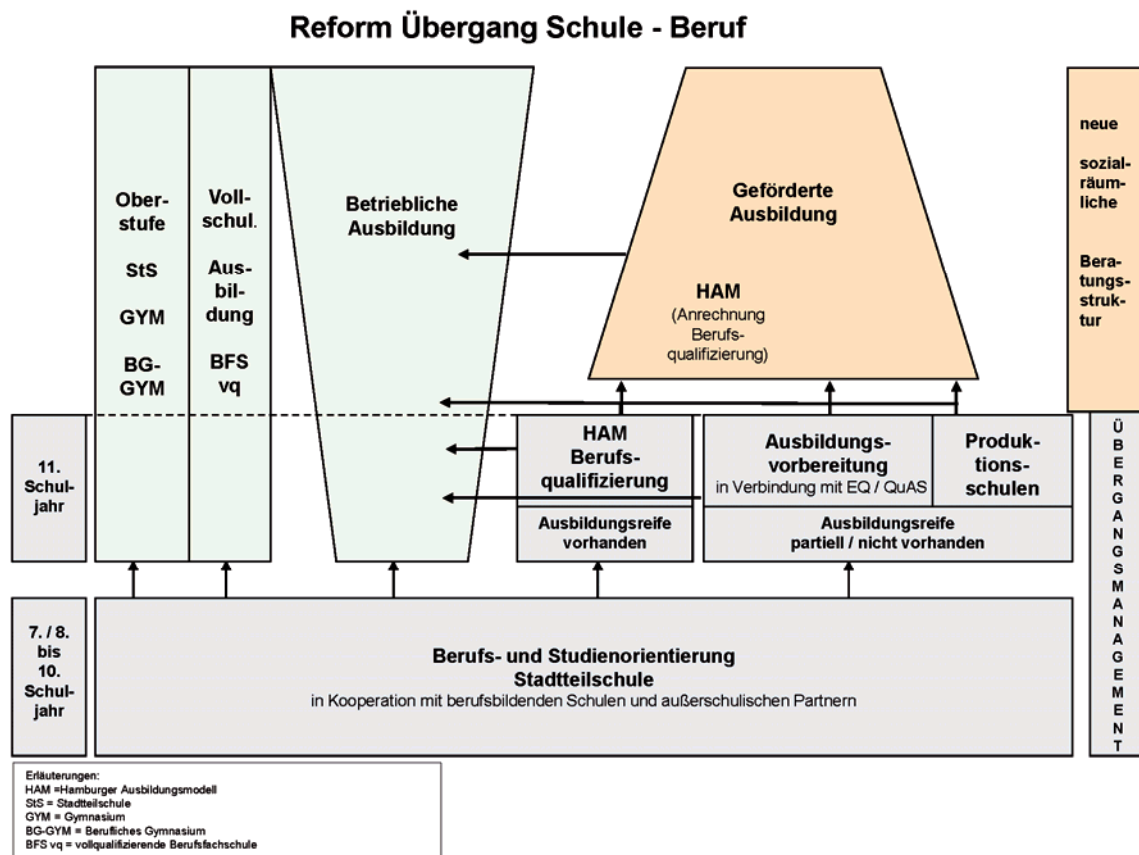 Reform Übergang Schule - Beruf
Ober-
stufe
StS
GYM
BG-
GYM
Voll-
schul.
Aus-
bil-
dung
BFS
vq
Betriebliche
Ausbildung
Geförderte
Ausbildung
HAM
(Anrechnung
Berufs-
qualifizierung)
neue
sozial-
räum-
liche
Bera-
tungs-
struk-
tur
11.
Schul-
jahr
HAM
Berufs-
qualifizierung
Ausbildungsreife
vorhanden
Ausbildungs-
vorbereitung
in Verbindung mit EQ / QuAS
Produk-
tions-
schulen
Ausbildungsreife
partiell / nicht vorhanden
Ü
B
E
R
G
A
N
G
S
M
A
N
A
G
E
M
E
N
T
7. / 8.
bis
10.
Schul-
jahr
Berufs- und Studienorientierung
Stadtteilschule
in Kooperation mit berufsbildenden Schulen und außerschulischen Partnern
Erläuterungen:
HAM =Hamburger Ausbildungsmodell
StS = Stadtteilschule
GYM = Gymnasium
BG-GYM = Berufliches Gymnasium
BFS vq = vollqualifizierende Berufsfachschule